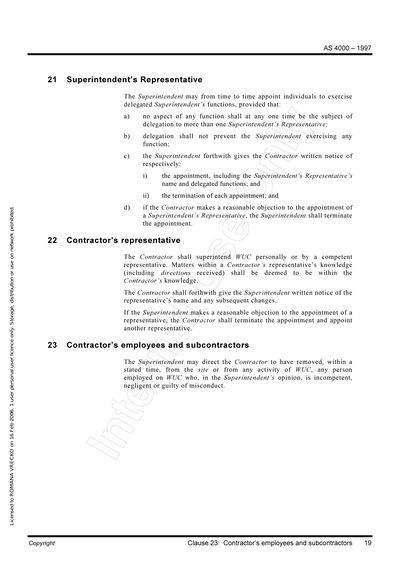 AS 4000 – 1997
21 Superintendent's Representative
The Superintendent may from time to time appoint individuals to exercise
delegated Superintendent's functions, provided that:
a) no aspect of any function shall at any one time be the subject of
delegation to more than one Superintendent's Representative;
b) delegation shall not prevent the Superintendent exercising any
function;
c) the Superintendent forthwith gives the Contractor written notice of
respectively:
i) the appointment, including the Superintendent's Representative's
name and delegated functions; and
ii) the termination of each appointment; and
d) if the Contractor makes a reasonable objection to the appointment of
a Superintendent's Representative, the Superintendent shall terminate
the appointment.
22 Contractor's representative
The Contractor shall superintend WUC personally or by a competent
representative. Matters within a Contractor's representative's knowledge
(including directions received) shall be deemed to be within the
Contractor's knowledge.
The Contractor shall forthwith give the Superintendent written notice of the
representative's name and any subsequent changes.
If the Superintendent makes a reasonable objection to the appointment of a
representative, the Contractor shall terminate the appointment and appoint
another representative.
23 Contractor's employees and subcontractors
The Superintendent may direct the Contractor to have removed, within a
stated time, from the site or from any activity of WUC, any person
employed on WUC who, in the Superintendent's opinion, is incompetent,
negligent or guilty of misconduct.
Internal use only
Licensed to ROMANA VRECKO on 16 Feb 2006. 1 user personal user licence only. Storage, distribution or use on network prohibited.
Copyright Clause 23: Contractor's employees and subcontractors 19